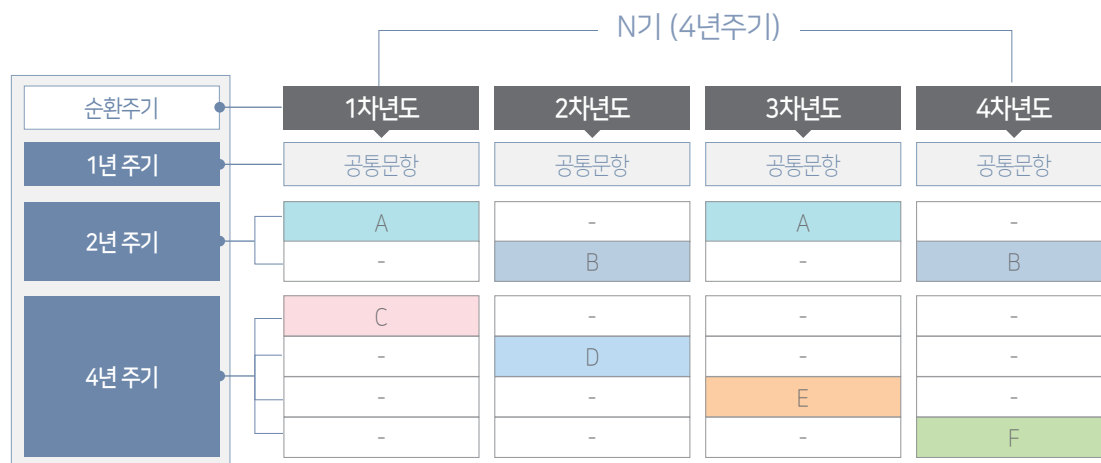 N기 (4년주기)
순환주기 1차년도 2차년도 3차년도 4차년도
1년 주기 공통문항 공통문항 공통문항 공통문항
2년 주기
A - A -
- B - B
4년 주기
C - - -
- D - -
- - E -
- - - F